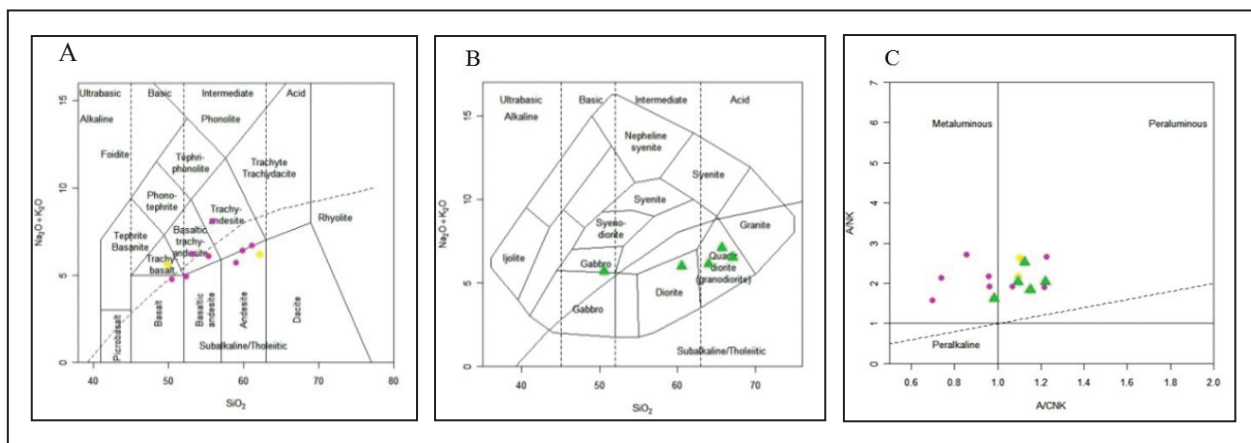 A
Ultrabasic Basic Intermediate Acid
Alkaline Phonolite
Foidite
Tephri-
phonolite
Trachyte
Trachydacite
Phono-
tephrite
Trachy-
andesite
Rhyolite
Tephrite
Basanite
Basaltic
trachy-
andesite
Trachy-
basalt
Picrobasalt
Basalt
Basaltic
andesite
Andesite
Dacite
Subalkaline/Tholeiitic
Na₂O + K₂O
0 5 10 15
40 50 60 70 80
SiO₂
B
Ultrabasic Basic Intermediate Acid
Alkaline
Nepheline
syenite
Syenite
Syenite
Granite
Syeno-
diorite
Ijolite
Gabbro
Quartz
diorite
(granodiorite)
Diorite
Gabbro
Subalkaline/Tholeiitic
Na₂O + K₂O
0 5 10 15
40 50 60 70
SiO₂
C
Metaluminous Peraluminous
Peralkaline
A/NK
0 1 2 3 4 5 6 7
0.6 0.8 1.0 1.2 1.4 1.6 1.8 2.0
A/CNK